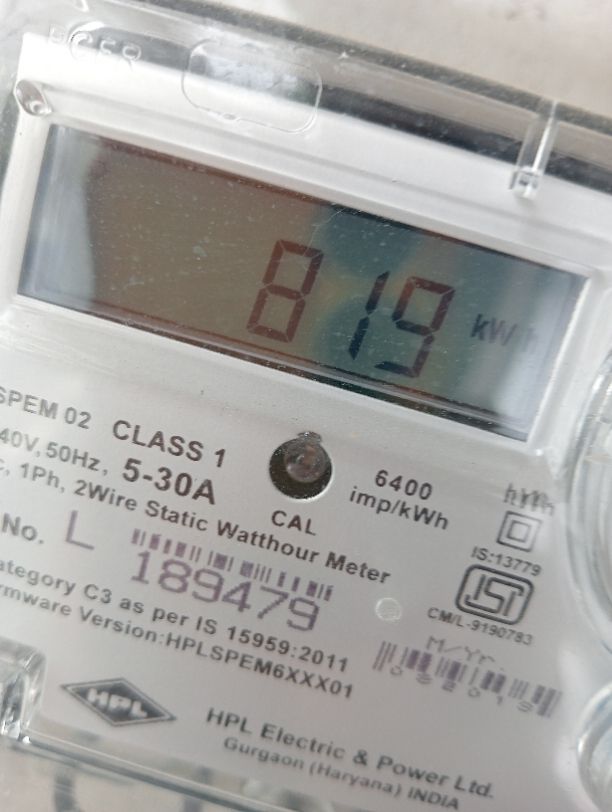 819 kWh
SPEM 02 CLASS 1
40V, 50Hz, 5-30A
1Ph, 2Wire Static Watthour Meter
CAL
6400
imp/kWh
IS:13779
ISI
CM/L-9190783
No. L 189479
ategory C3 as per IS 15959:2011
rmware Version:HPLSPEM6XXX01
M/Yr.
HPL
HPL Electric & Power Ltd.
Gurgaon (Haryana) INDIA